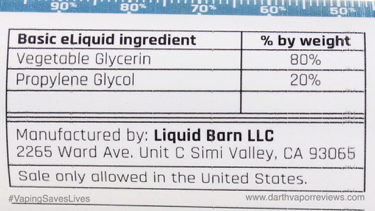 90% 80% 70% 60% 50%
Basic eLiquid ingredient % by weight
Vegetable Glycerin 80%
Propylene Glycol 20%
Manufactured by: Liquid Barn LLC
2265 Ward Ave. Unit C Simi Valley, CA 93065
Sale only allowed in the United States.
#VapingSavesLives www.darthvaporreviews.com